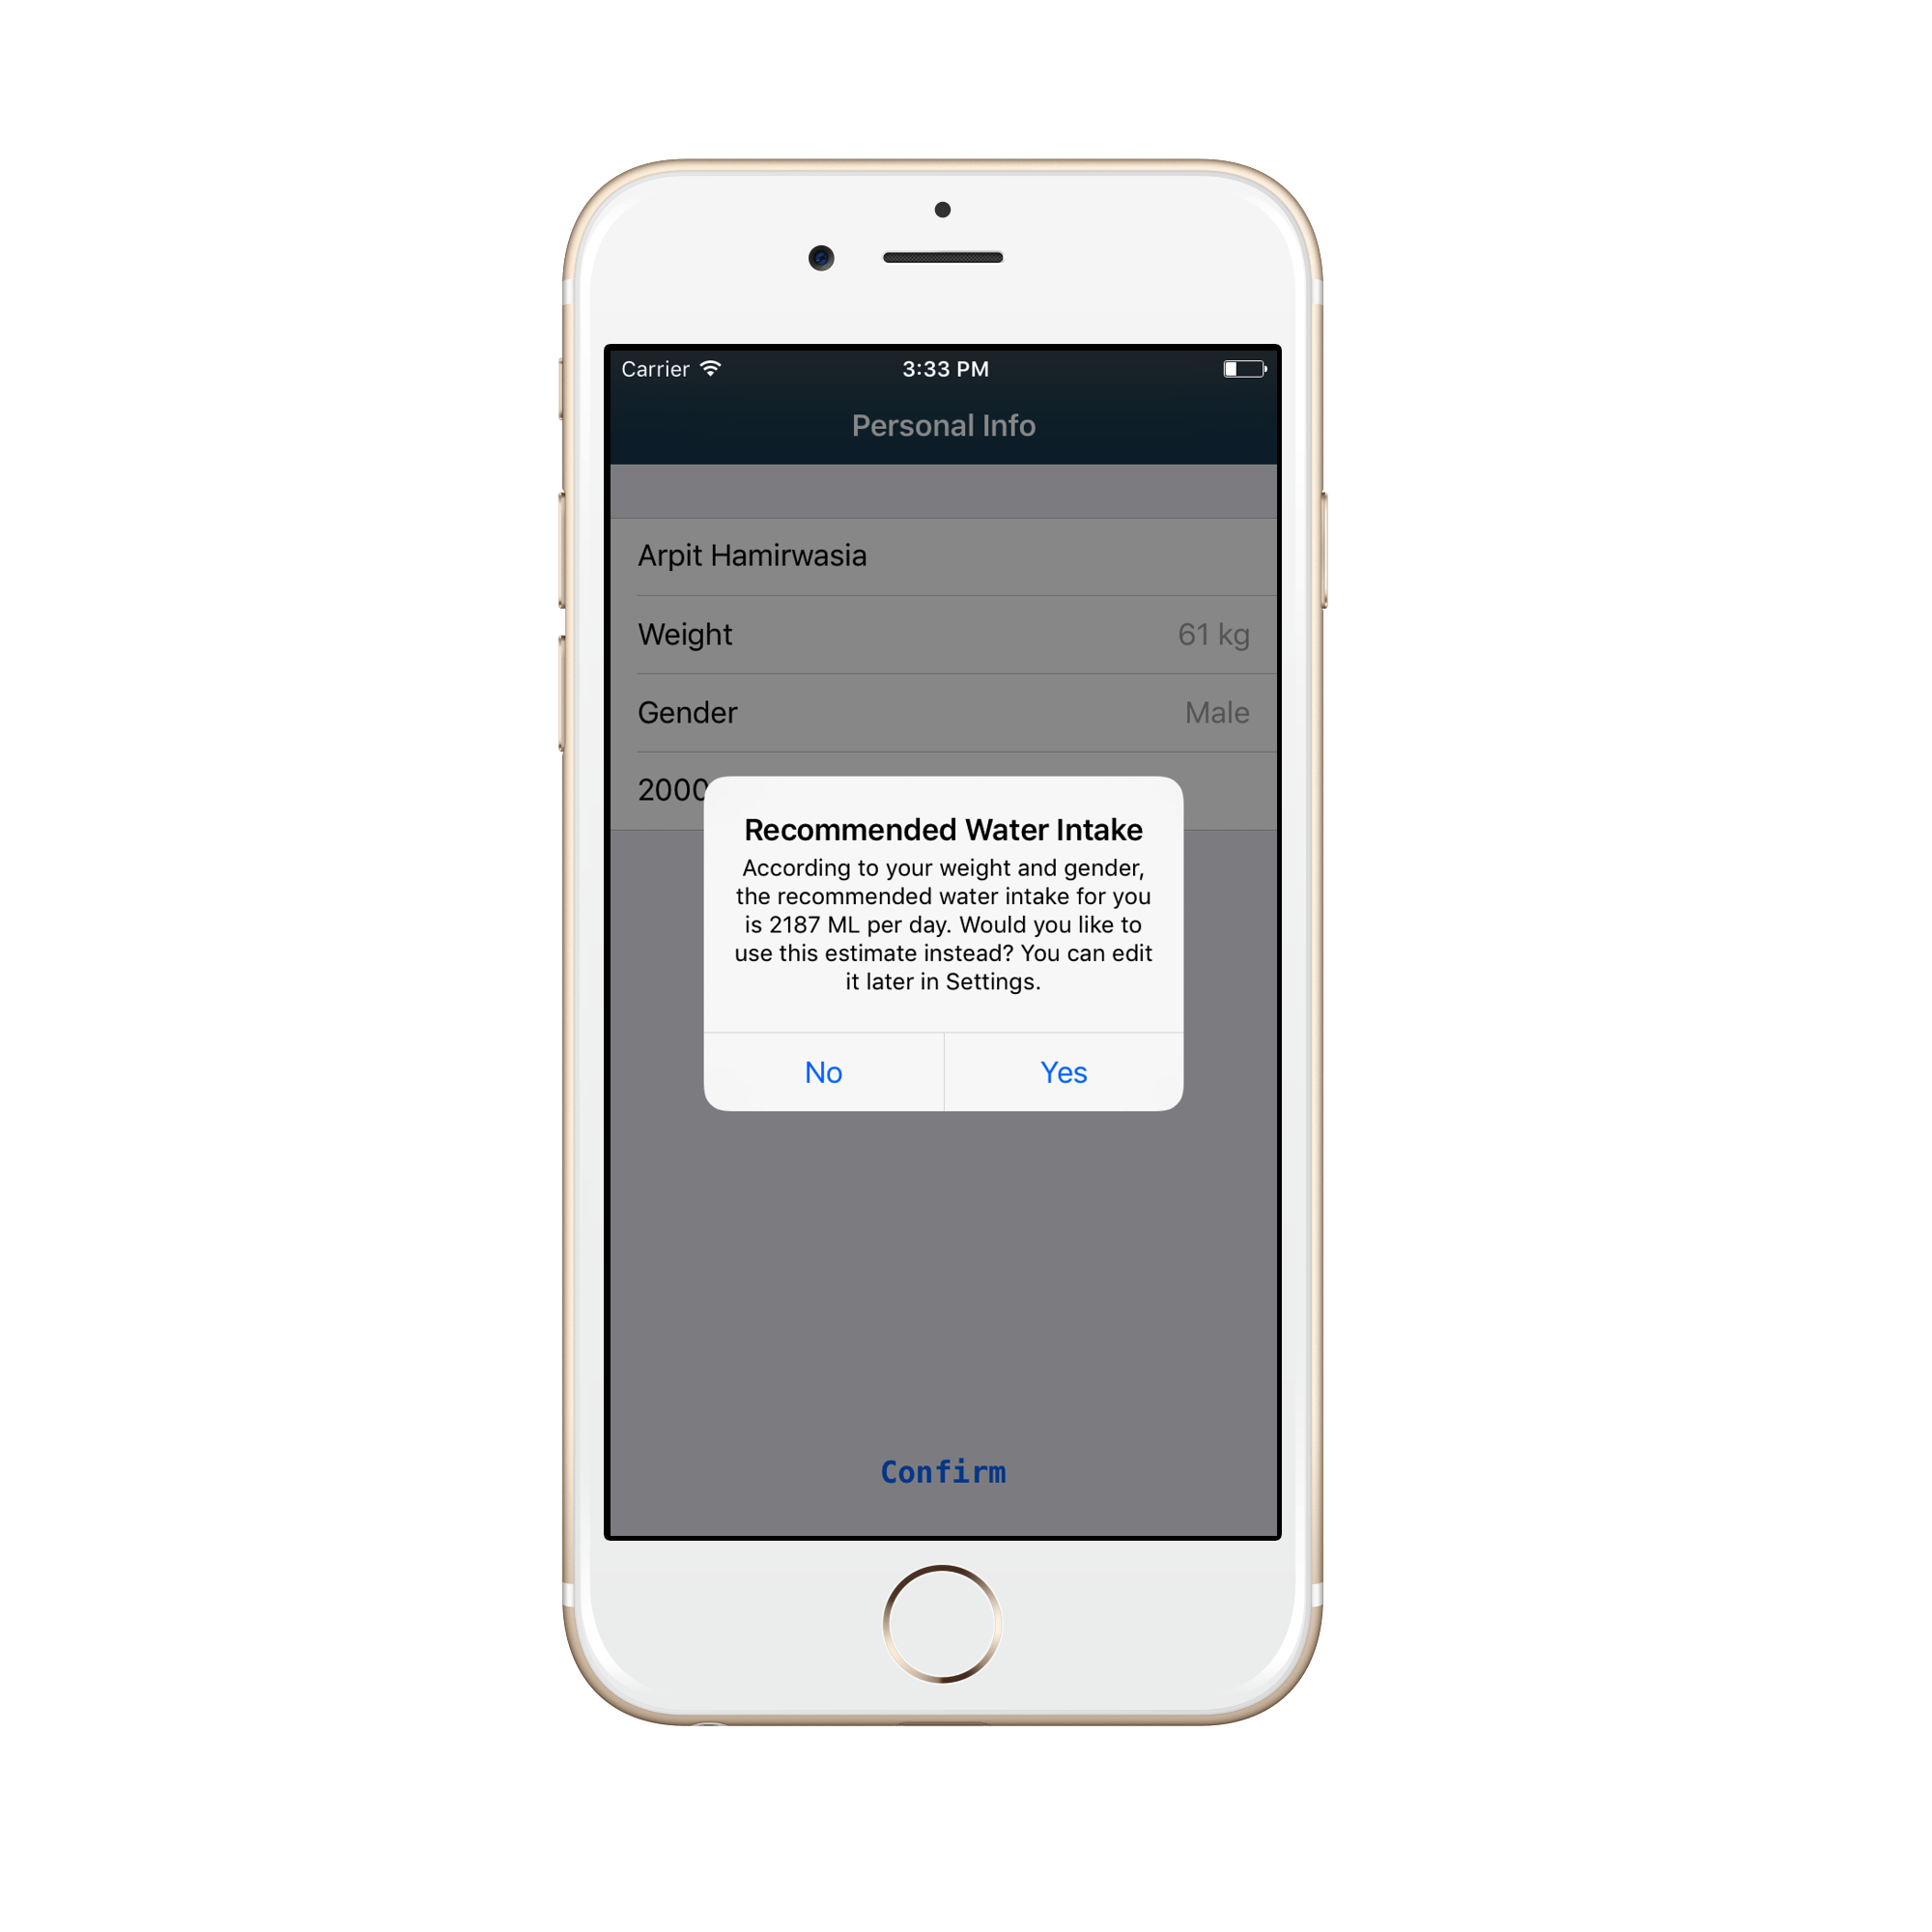 Carrier 3:33 PM
Personal Info
Arpit Hamirwasia
Weight 61 kg
Gender Male
2000
Recommended Water Intake
According to your weight and gender,
the recommended water intake for you
is 2187 ML per day. Would you like to
use this estimate instead? You can edit
it later in Settings.
No Yes
Confirm